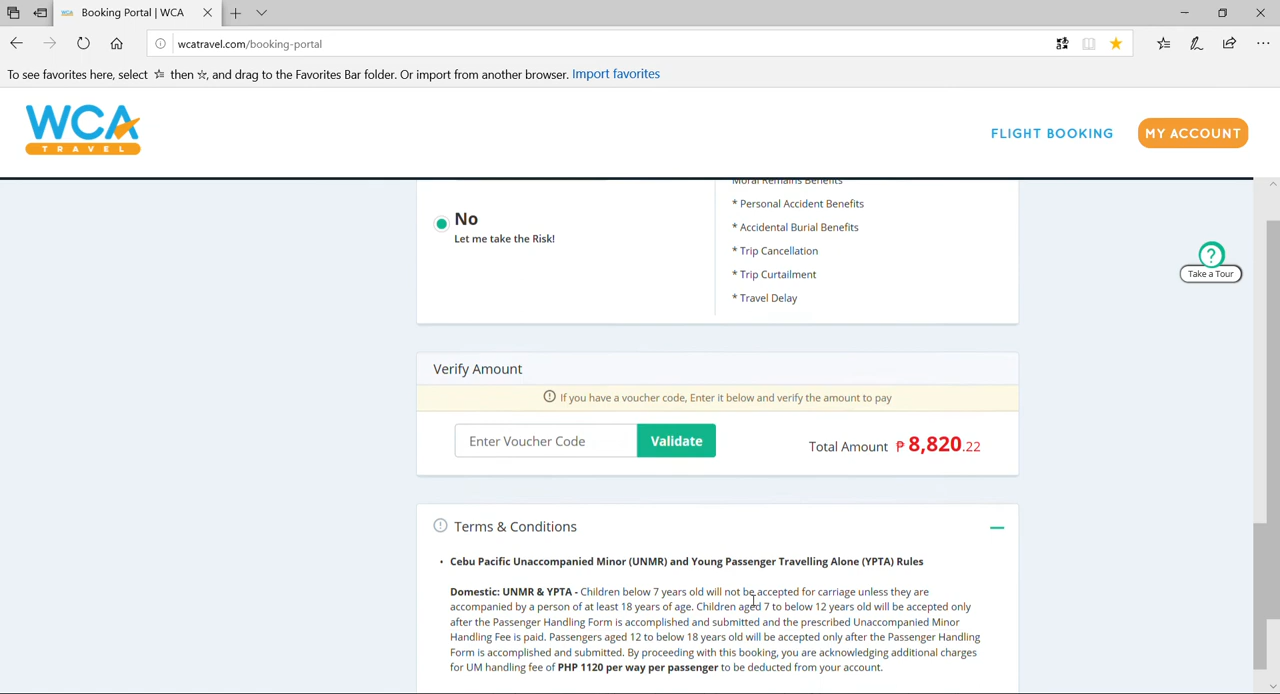 Booking Portal | WCA
wcatravel.com/booking-portal
To see favorites here, select then, and drag to the Favorites Bar folder. Or import from another browser. Import favorites
WCA
TRAVEL
FLIGHT BOOKING
MY ACCOUNT
Moral Remains Benefits
No
Let me take the Risk!
* Personal Accident Benefits
* Accidental Burial Benefits
* Trip Cancellation
* Trip Curtailment
* Travel Delay
? Take a Tour
Verify Amount
If you have a voucher code, Enter it below and verify the amount to pay
Enter Voucher Code
Validate
Total Amount ₱ 8,820.22
Terms & Conditions
• Cebu Pacific Unaccompanied Minor (UNMR) and Young Passenger Travelling Alone (YPTA) Rules
Domestic: UNMR & YPTA - Children below 7 years old will not be accepted for carriage unless they are
accompanied by a person of at least 18 years of age. Children aged 7 to below 12 years old will be accepted only
after the Passenger Handling Form is accomplished and submitted and the prescribed Unaccompanied Minor
Handling Fee is paid. Passengers aged 12 to below 18 years old will be accepted only after the Passenger Handling
Form is accomplished and submitted. By proceeding with this booking, you are acknowledging additional charges
for UM handling fee of PHP 1120 per way per passenger to be deducted from your account.